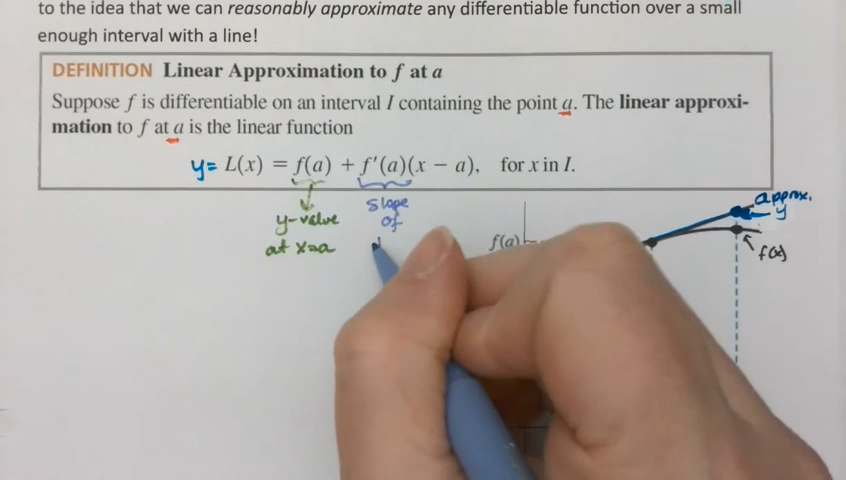 to the idea that we can reasonably approximate any differentiable function over a small
enough interval with a line!
DEFINITION Linear Approximation to f at a
Suppose f is differentiable on an interval I containing the point a. The linear approxi-
mation to f at a is the linear function
y= L(x) = f(a) + f'(a)(x − a), for x in I.
y-value
at x=a
slope
of
f(a)
approx.
y
f(x)